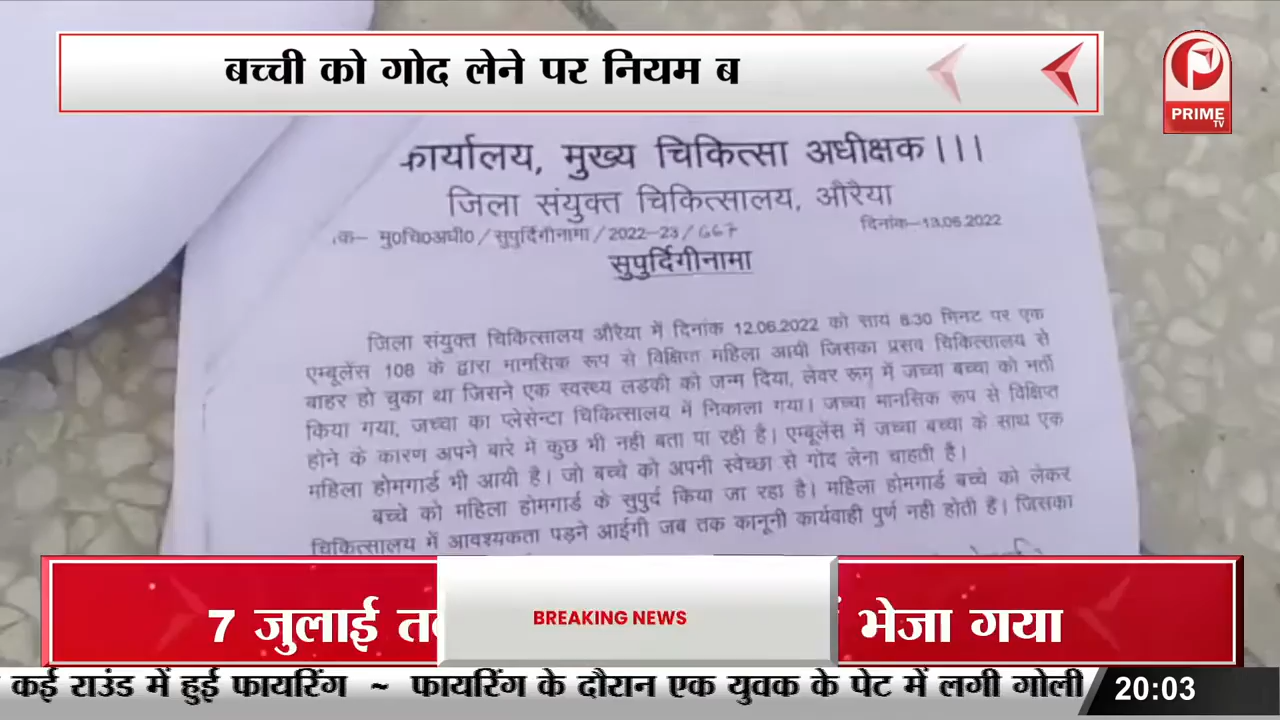 बच्ची को गोद लेने पर नियम ब
PRIME
TV
कार्यालय, मुख्य चिकित्सा अधीक्षक।।।
जिला संयुक्त चिकित्सालय, औरैया
क– मु0चि0अधी0/सुपुर्दिगीनामा/2022-23/667
दिनांक–13.06.2022
सुपुर्दिगीनामा
जिला संयुक्त चिकित्सालय औरैया में दिनांक 12.06.2022 को सायं 8.30 मिनट पर एक
एम्बूलेंस 108 के द्वारा मानसिक रूप से विक्षिप्त महिला आयी जिसका प्रसव चिकित्सालय से
बाहर हो चुका था जिसने एक स्वस्थ्य लडकी को जन्म दिया, लेवर रूम में जच्चा बच्चा को भर्ती
किया गया, जच्चा का प्लेसेन्टा चिकित्सालय में निकाला गया। जच्चा मानसिक रूप से विक्षिप्त
होने के कारण अपने बारे में कुछ भी नही बता पा रही है। एम्बूलेंस में जच्चा बच्चा के साथ एक
महिला होमगार्ड भी आयी है। जो बच्चे को अपनी स्वेच्छा से गोद लेना चाहती है।
बच्चे को महिला होमगार्ड के सुपुर्द किया जा रहा है। महिला होमगार्ड बच्चे को लेकर
चिकित्सालय में आवश्यकता पड़ने आईगी जब तक कानूनी कार्यवाही पुर्ण नही होती है। जिसका
7 जुलाई भेजा गया
BREAKING NEWS
कई राउंड में हुई फायरिंग ~ फायरिंग के दौरान एक युवक के पेट में लगी गोली
20:03